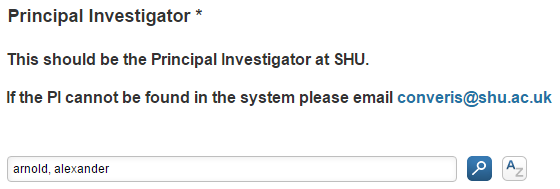 Principal Investigator *
This should be the Principal Investigator at SHU.
If the PI cannot be found in the system please email converis@shu.ac.uk
arnold, alexander
AZ